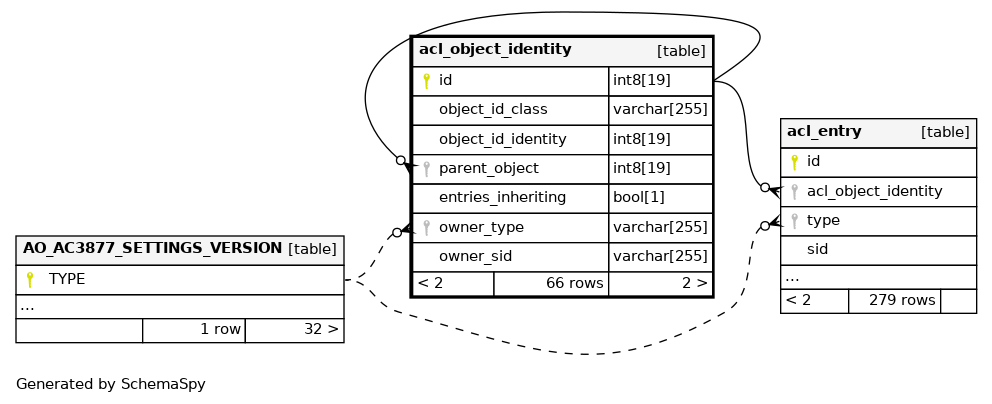 acl_object_identity [table]
id int8[19]
object_id_class varchar[255]
object_id_identity int8[19]
parent_object int8[19]
entries_inheriting bool[1]
owner_type varchar[255]
owner_sid varchar[255]
< 2 66 rows 2 >
acl_entry [table]
id
acl_object_identity
type
sid
...
< 2 279 rows
AO_AC3877_SETTINGS_VERSION [table]
TYPE
...
1 row 32 >
Generated by SchemaSpy